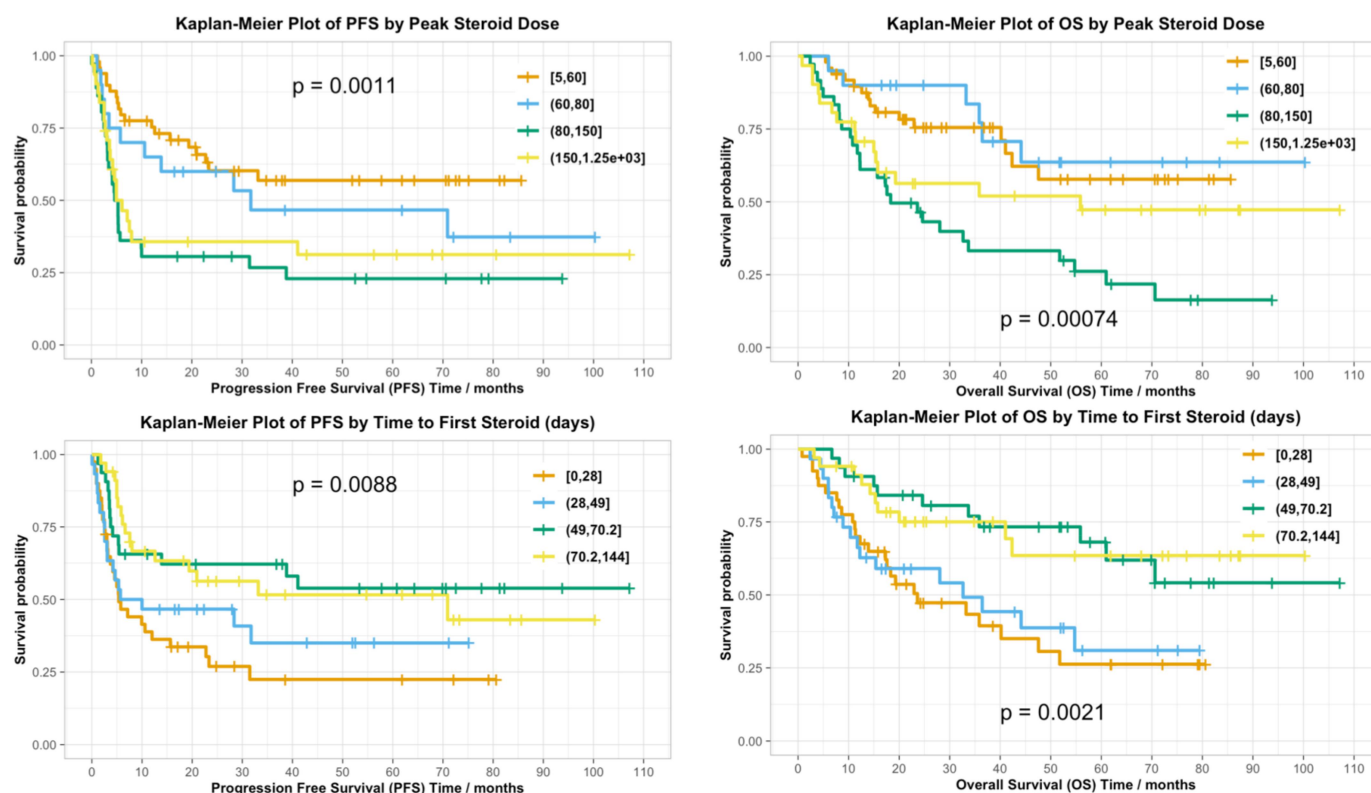 Kaplan-Meier Plot of PFS by Peak Steroid Dose
Survival probability
1.00
0.75
0.50
0.25
0.00
p = 0.0011
[5,60]
(60,80]
(80,150]
(150,1.25e+03]
0 10 20 30 40 50 60 70 80 90 100 110
Progression Free Survival (PFS) Time / months
Kaplan-Meier Plot of OS by Peak Steroid Dose
Survival probability
1.00
0.75
0.50
0.25
0.00
[5,60]
(60,80]
(80,150]
(150,1.25e+03]
p = 0.00074
0 10 20 30 40 50 60 70 80 90 100 110
Overall Survival (OS) Time / months
Kaplan-Meier Plot of PFS by Time to First Steroid (days)
Survival probability
1.00
0.75
0.50
0.25
0.00
p = 0.0088
[0,28]
(28,49]
(49,70.2]
(70.2,144]
0 10 20 30 40 50 60 70 80 90 100 110
Progression Free Survival (PFS) Time / months
Kaplan-Meier Plot of OS by Time to First Steroid (days)
Survival probability
1.00
0.75
0.50
0.25
0.00
[0,28]
(28,49]
(49,70.2]
(70.2,144]
p = 0.0021
0 10 20 30 40 50 60 70 80 90 100 110
Overall Survival (OS) Time / months